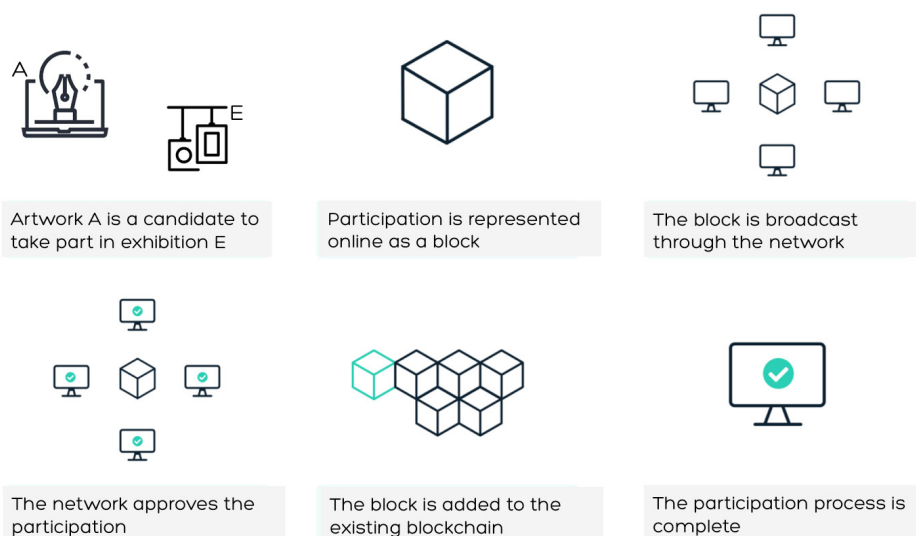 A
E
Artwork A is a candidate to
take part in exhibition E
Participation is represented
online as a block
The block is broadcast
through the network
The network approves the
participation
The block is added to the
existing blockchain
The participation process is
complete